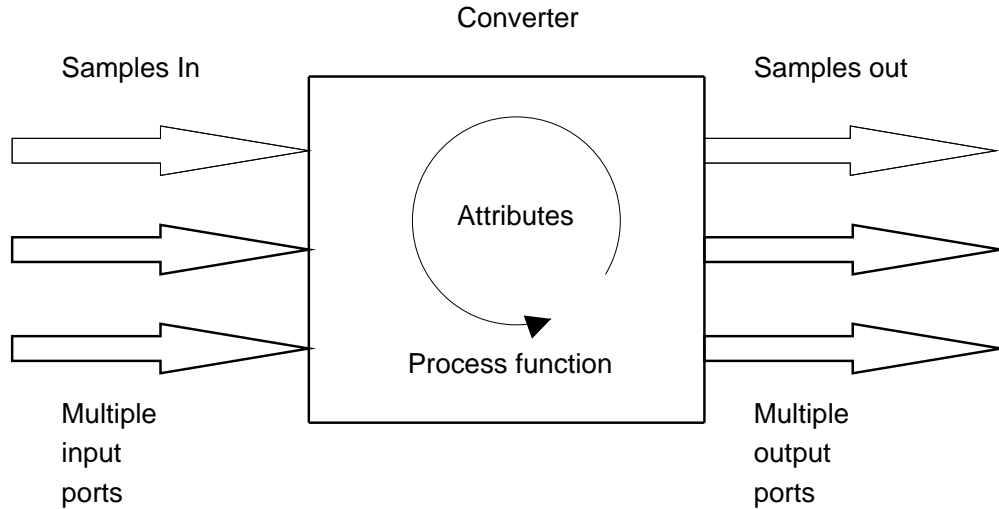 Converter
Samples In
Samples out
Attributes
Process function
Multiple
input
ports
Multiple
output
ports